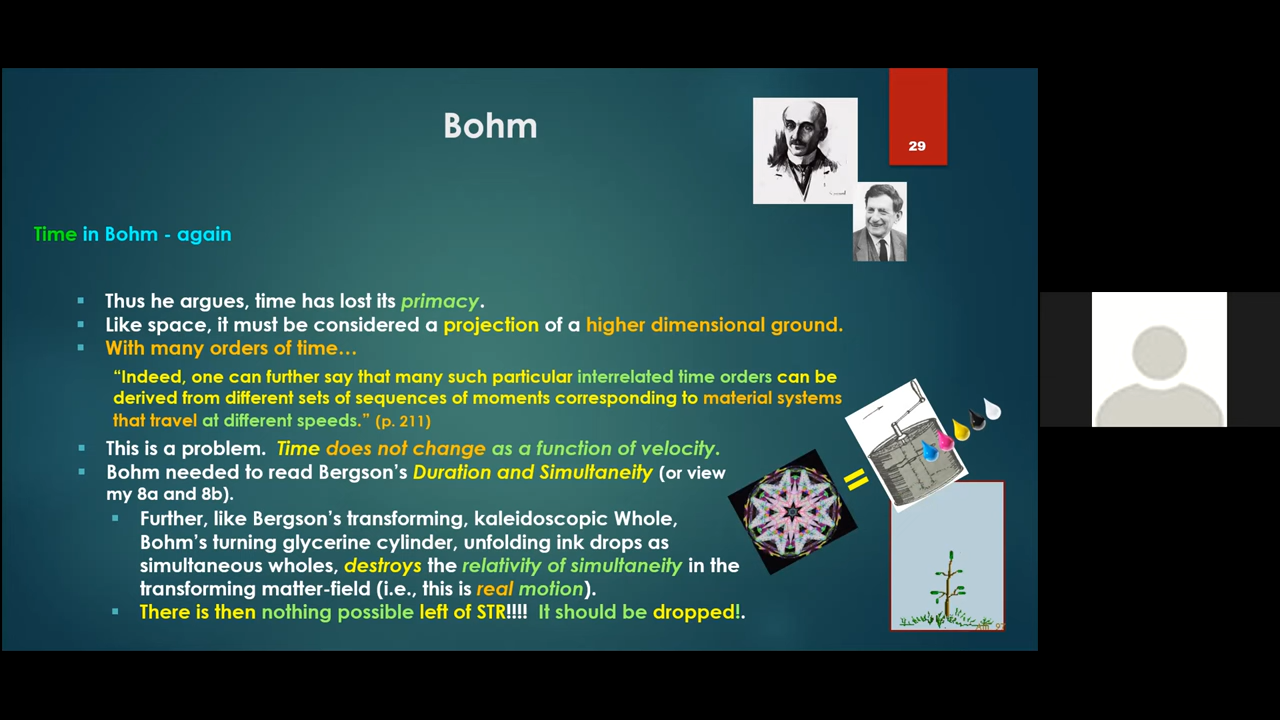 Bohm
29
Time in Bohm - again
Thus he argues, time has lost its primacy.
Like space, it must be considered a projection of a higher dimensional ground.
With many orders of time…
“Indeed, one can further say that many such particular interrelated time orders can be
derived from different sets of sequences of moments corresponding to material systems
that travel at different speeds.” (p. 211)
This is a problem.  Time does not change as a function of velocity.
Bohm needed to read Bergson’s Duration and Simultaneity (or view
my 8a and 8b).
Further, like Bergson’s transforming, kaleidoscopic Whole,
Bohm’s turning glycerine cylinder, unfolding ink drops as
simultaneous wholes, destroys the relativity of simultaneity in the
transforming matter-field (i.e., this is real motion).
There is then nothing possible left of STR!!!!  It should be dropped!.